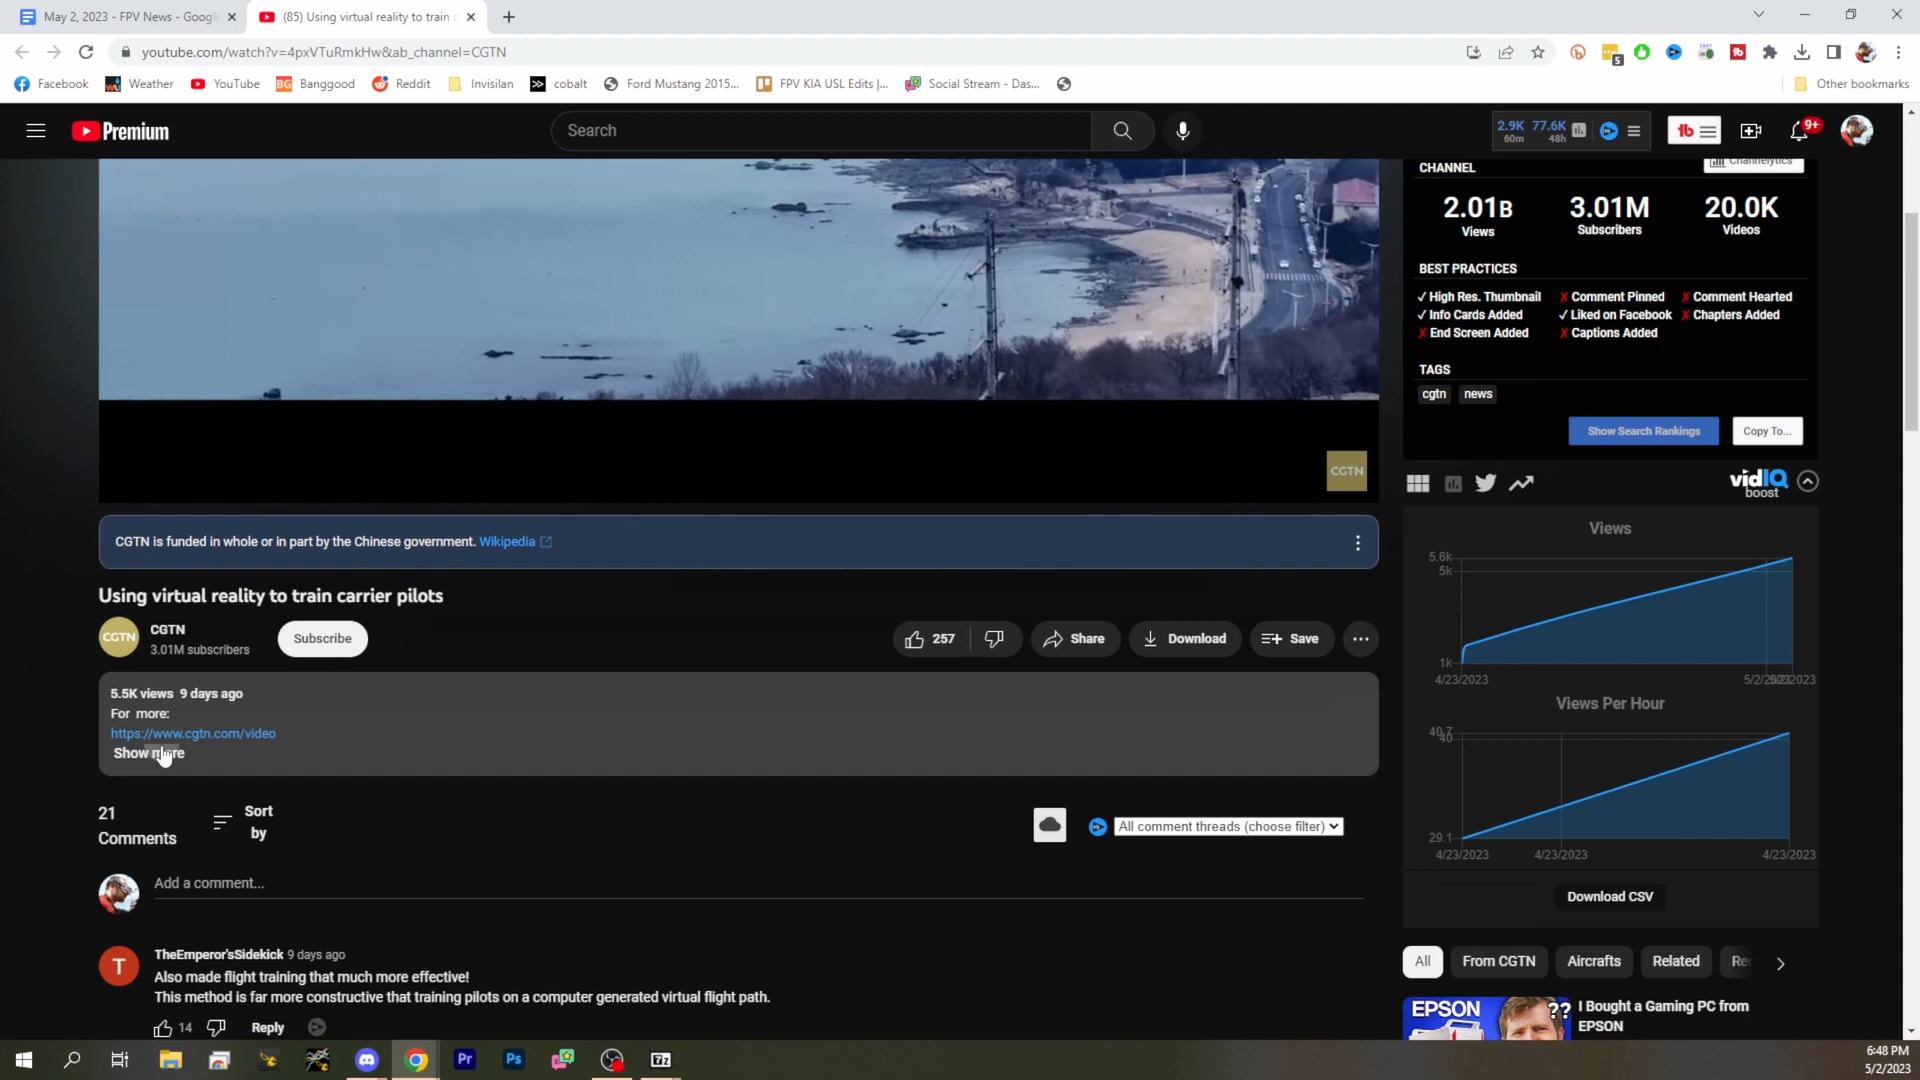 May 2, 2023 - FPV News - Googl
(85) Using virtual reality to train c
youtube.com/watch?v=4pxVTuRmkHw&ab_channel=CGTN
5
Facebook
Weather
YouTube
BG Banggood
Reddit
Invisilan
cobalt
Ford Mustang 2015...
FPV KIA USL Edits |...
Social Stream - Das...
Other bookmarks
Premium
Search
2.9K 77.6K
60m 48h
tb
9+
CHANNEL
Channelytics
2.01B 3.01M 20.0K
Views Subscribers Videos
BEST PRACTICES
✓ High Res. Thumbnail ✗ Comment Pinned ✗ Comment Hearted
✓ Info Cards Added ✓ Liked on Facebook ✗ Chapters Added
✗ End Screen Added ✗ Captions Added
TAGS
cgtn news
Show Search Rankings Copy To...
CGTN
vidIQ
boost
Views
5.6k
5k
1k
4/23/2023
CGTN is funded in whole or in part by the Chinese government. Wikipedia
Using virtual reality to train carrier pilots
CGTN
CGTN
3.01M subscribers
Subscribe
257
Share
Download
Save
5.5K views 9 days ago
For more:
https://www.cgtn.com/video
Show more
Views Per Hour
40.7
40
29.1
4/23/2023 4/23/2023 4/23/2023
Download CSV
21
Comments
Sort
by
All comment threads (choose filter)
Add a comment...
T
TheEmperor'sSidekick 9 days ago
Also made flight training that much more effective!
This method is far more constructive that training pilots on a computer generated virtual flight path.
14
Reply
All From CGTN Aircrafts Related Rec
EPSON
??
I Bought a Gaming PC from
EPSON
Pr
Ps
6:48 PM
5/2/2023